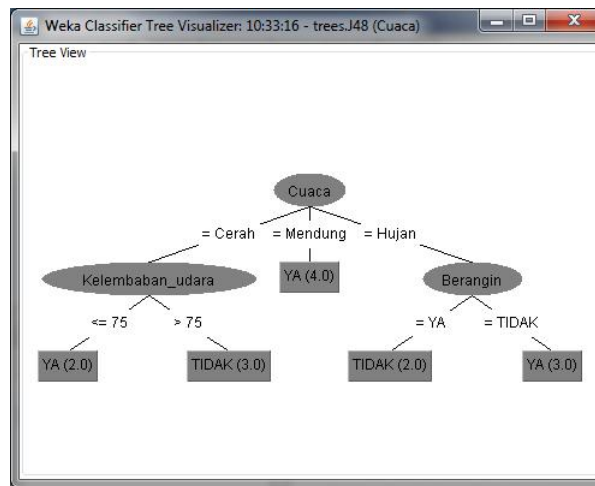 Weka Classifier Tree Visualizer: 10:33:16 - trees.J48 (Cuaca)
Tree View
Cuaca
= Cerah = Mendung = Hujan
Kelembaban_udara YA (4.0) Berangin
<= 75 > 75 = YA = TIDAK
YA (2.0) TIDAK (3.0) TIDAK (2.0) YA (3.0)